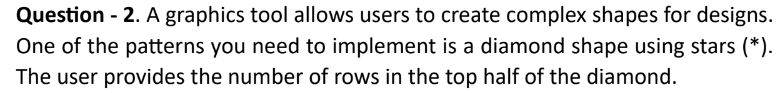 Question - 2. A graphics tool allows users to create complex shapes for designs.
One of the patterns you need to implement is a diamond shape using stars (*).
The user provides the number of rows in the top half of the diamond.